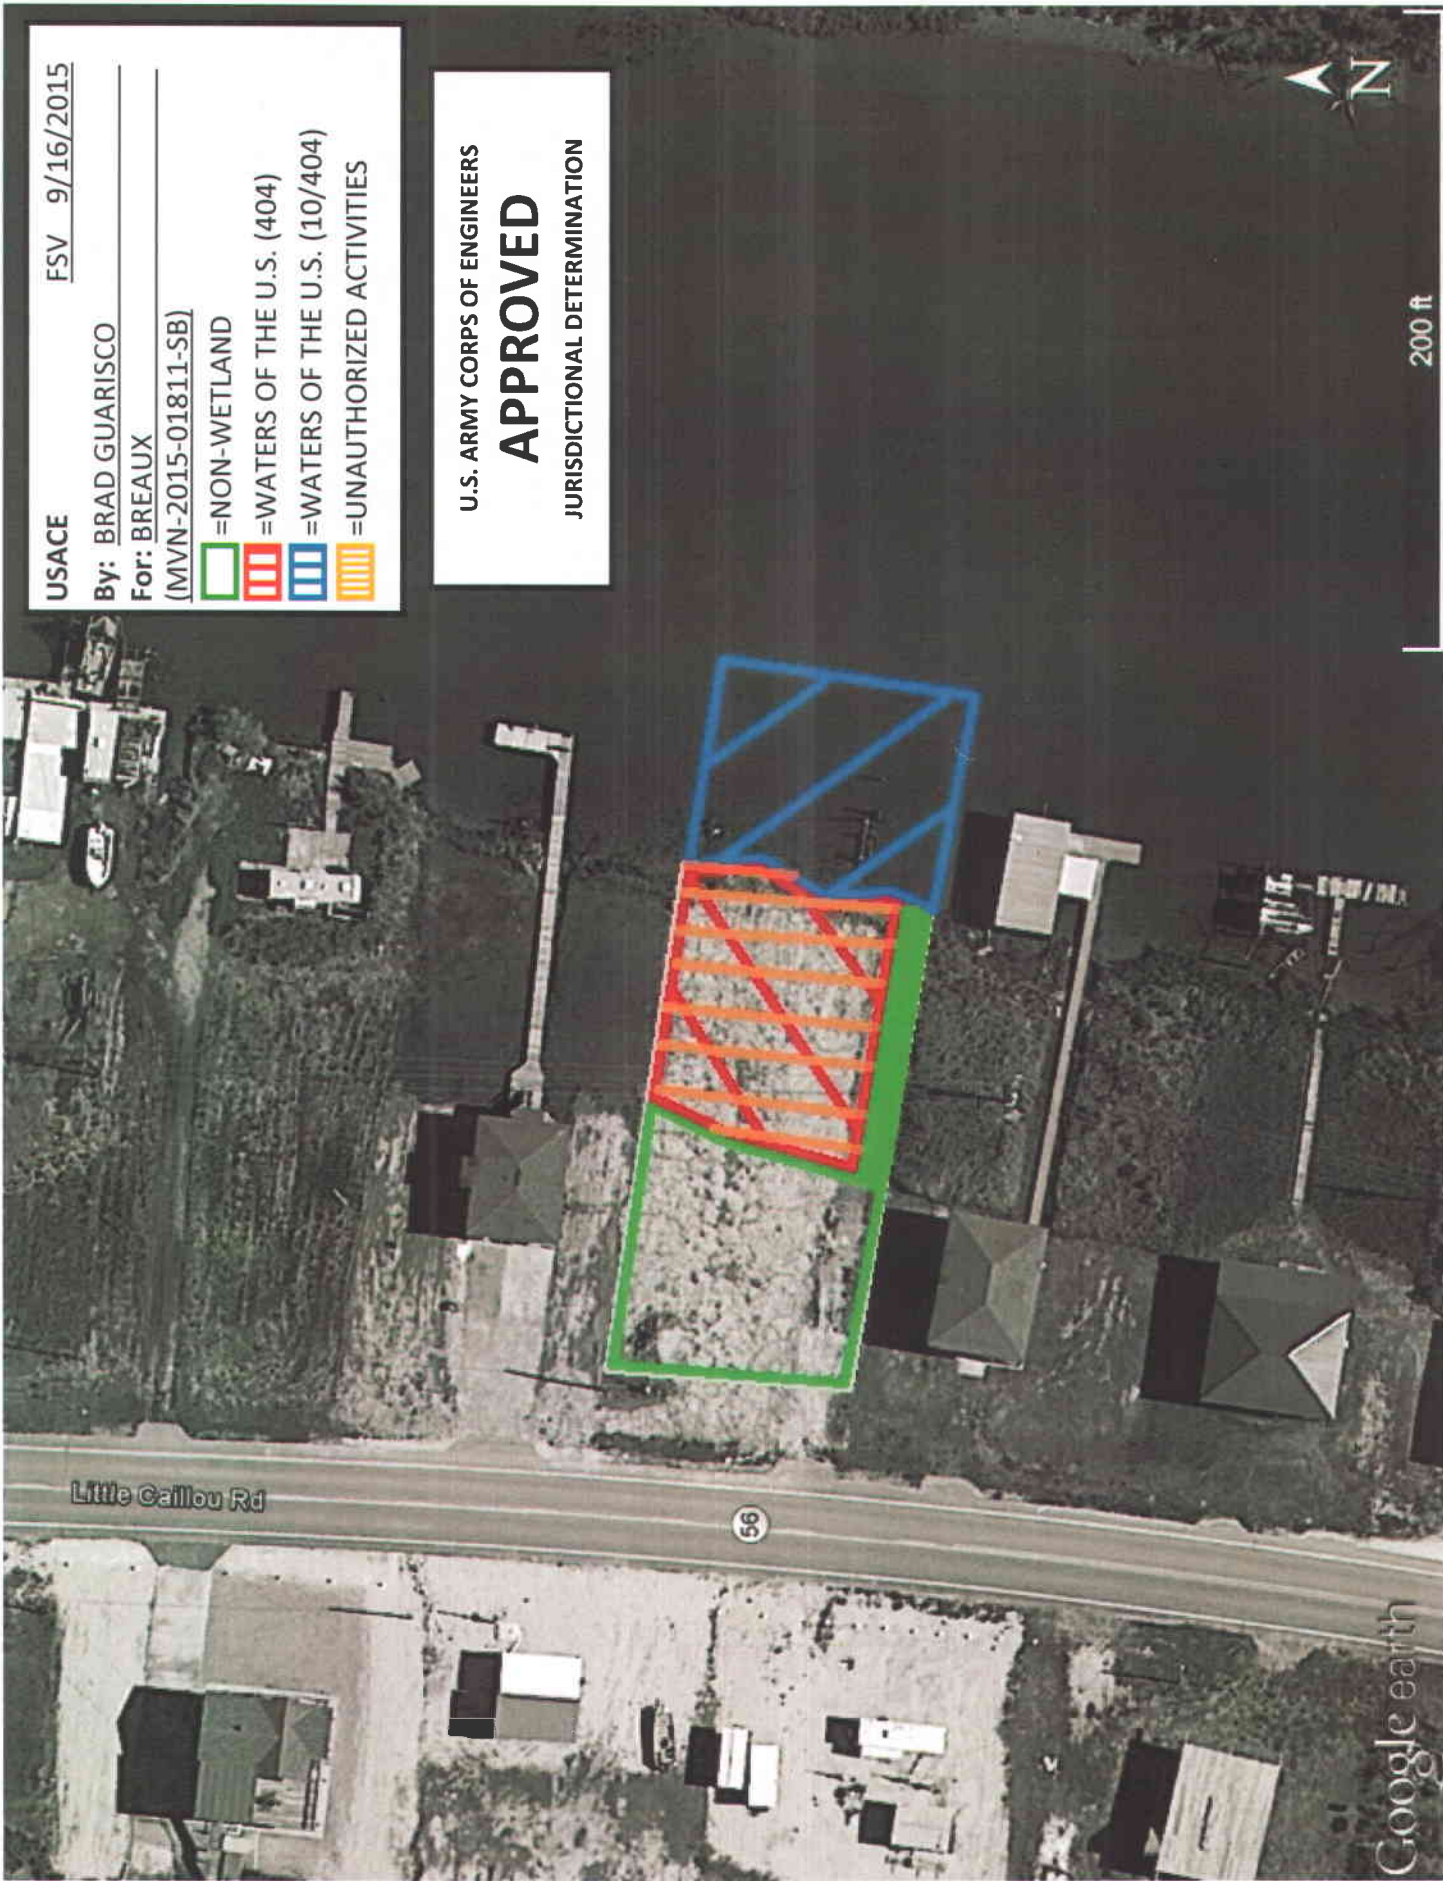 USACE FSV 9/16/2015
By: BRAD GUARISCO
For: BREAUX
(MVN-2015-01811-SB)
=NON-WETLAND
=WATERS OF THE U.S. (404)
=WATERS OF THE U.S. (10/404)
=UNAUTHORIZED ACTIVITIES
U.S. ARMY CORPS OF ENGINEERS
APPROVED
JURISDICTIONAL DETERMINATION
N
Little Caillou Rd
56
Google earth
200 ft